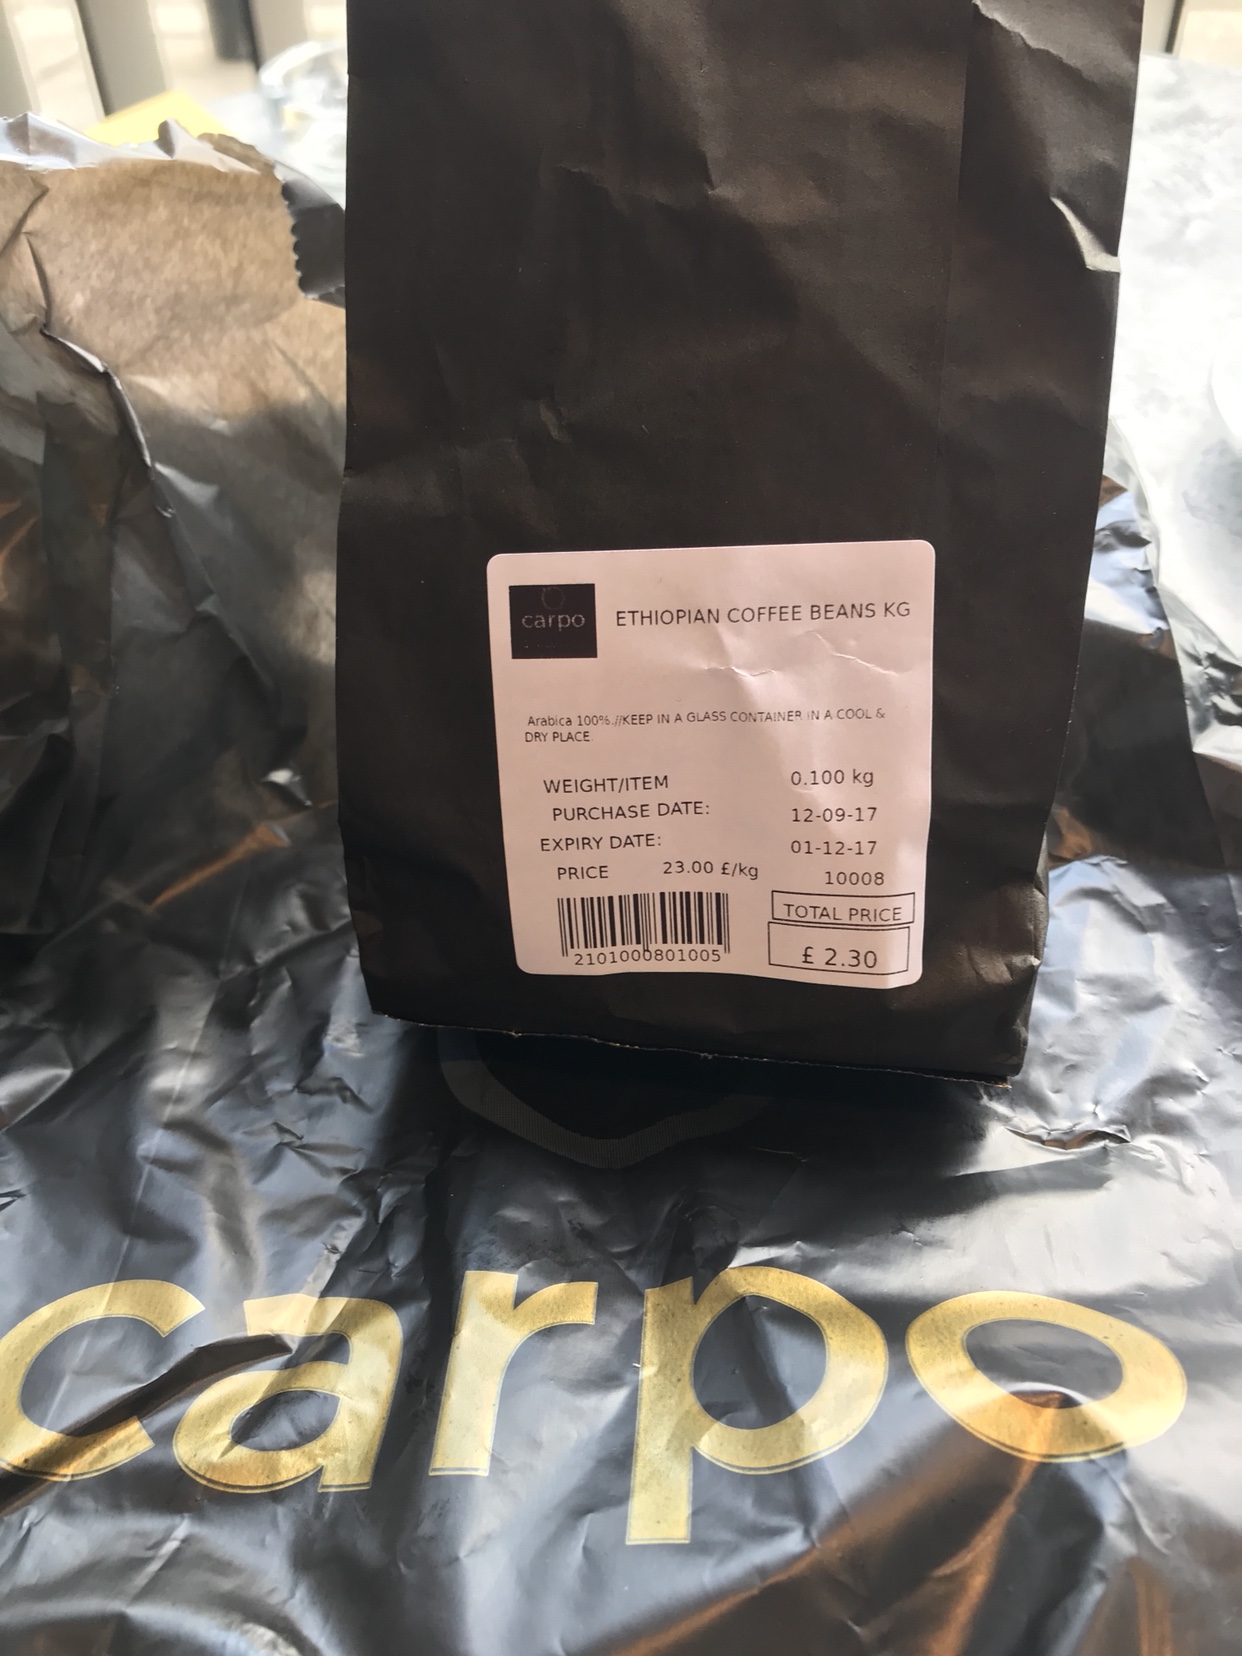 carpo
ETHIOPIAN COFFEE BEANS KG
Arabica 100%.//KEEP IN A GLASS CONTAINER IN A COOL &
DRY PLACE.
WEIGHT/ITEM 0.100 kg
PURCHASE DATE: 12-09-17
EXPIRY DATE: 01-12-17
PRICE 23.00 £/kg 10008
TOTAL PRICE
£ 2.30
2101000801005
carpo